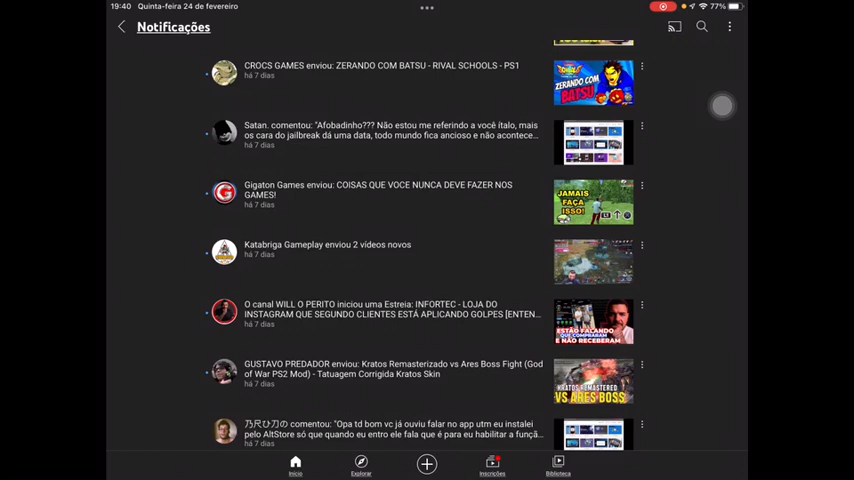 19:40 Quinta-feira 24 de fevereiro
77%
Notificações
CROCS GAMES enviou: ZERANDO COM BATSU - RIVAL SCHOOLS - PS1
há 7 dias
ZERANDO COM
BATSU
Satan. comentou: "Afobadinho??? Não estou me referindo a você ítalo, mais
os cara do jailbreak dá uma data, todo mundo fica ancioso e não acontece...
há 7 dias
Gigaton Games enviou: COISAS QUE VOCE NUNCA DEVE FAZER NOS
GAMES!
há 7 dias
JAMAIS
FAÇA
ISSO!
Katabriga Gameplay enviou 2 vídeos novos
há 7 dias
O canal WILL O PERITO iniciou uma Estreia: INFORTEC - LOJA DO
INSTAGRAM QUE SEGUNDO CLIENTES ESTÁ APLICANDO GOLPES [ENTEN...
há 7 dias
ESTÃO FALANDO
QUE COMPRARAM
E NÃO RECEBERAM
GUSTAVO PREDADOR enviou: Kratos Remasterizado vs Ares Boss Fight (God
of War PS2 Mod) - Tatuagem Corrigida Kratos Skin
há 7 dias
KRATOS REMASTERED
VS ARES BOSS
乃尺ひ刀の comentou: "Opa td bom vc já ouviu falar no app utm eu instalei
pelo AltStore só que quando eu entro ele fala que é para eu habilitar a funçã...
há 7 dias
Início
Explorar
Inscrições
Biblioteca